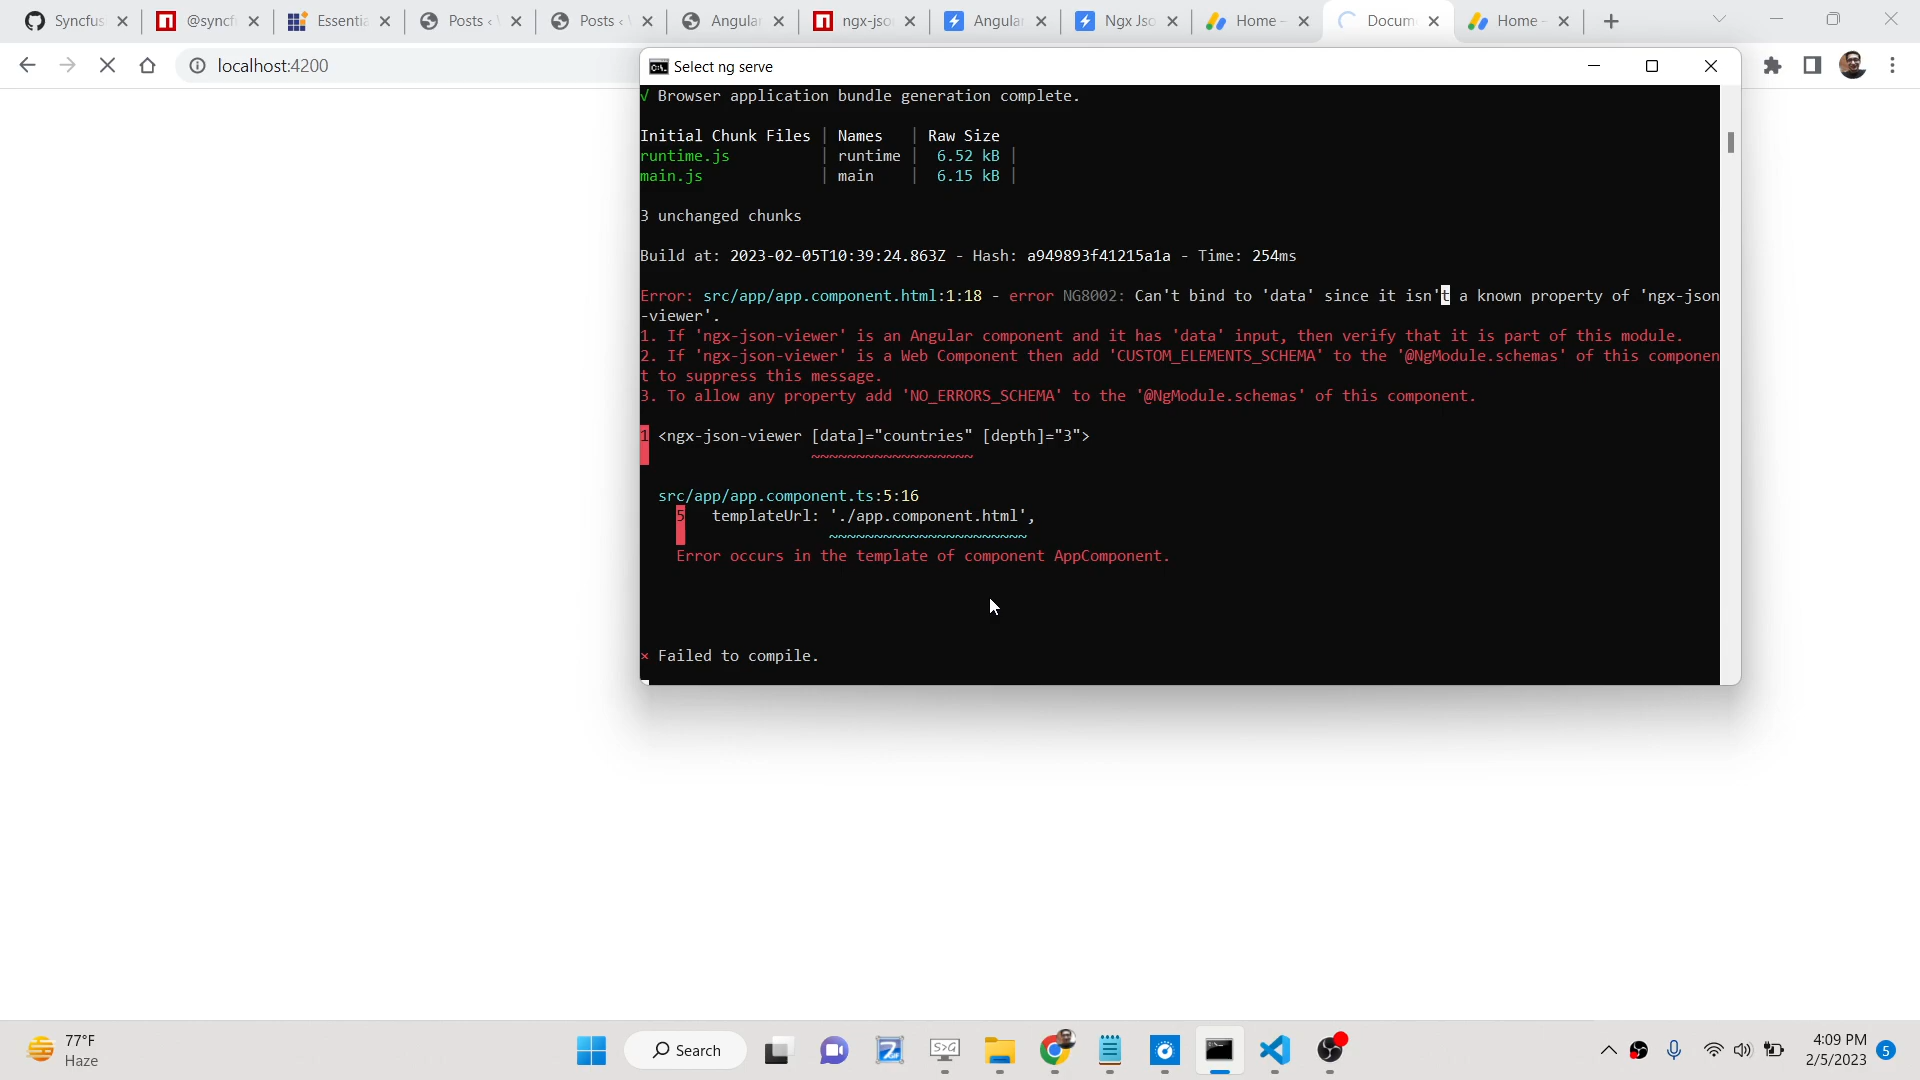 Syncfus
@syncf
Essentia
Posts ‹ \
Posts ‹ \
Angular
ngx-jso
Angular
Ngx Jso
Home -
Docum
Home -
localhost:4200
Select ng serve
√ Browser application bundle generation complete.
Initial Chunk Files | Names | Raw Size
runtime.js | runtime | 6.52 kB |
main.js | main | 6.15 kB |
3 unchanged chunks
Build at: 2023-02-05T10:39:24.863Z - Hash: a949893f41215a1a - Time: 254ms
Error: src/app/app.component.html:1:18 - error NG8002: Can't bind to 'data' since it isn't a known property of 'ngx-json
-viewer'.
1. If 'ngx-json-viewer' is an Angular component and it has 'data' input, then verify that it is part of this module.
2. If 'ngx-json-viewer' is a Web Component then add 'CUSTOM_ELEMENTS_SCHEMA' to the '@NgModule.schemas' of this componen
t to suppress this message.
3. To allow any property add 'NO_ERRORS_SCHEMA' to the '@NgModule.schemas' of this component.
1 <ngx-json-viewer [data]="countries" [depth]="3">
~~~~~~~~~~~~~~~~~~
src/app/app.component.ts:5:16
5 templateUrl: './app.component.html',
~~~~~~~~~~~~~~~~~~~~~~
Error occurs in the template of component AppComponent.
× Failed to compile.
77°F
Haze
Search
4:09 PM
2/5/2023
5